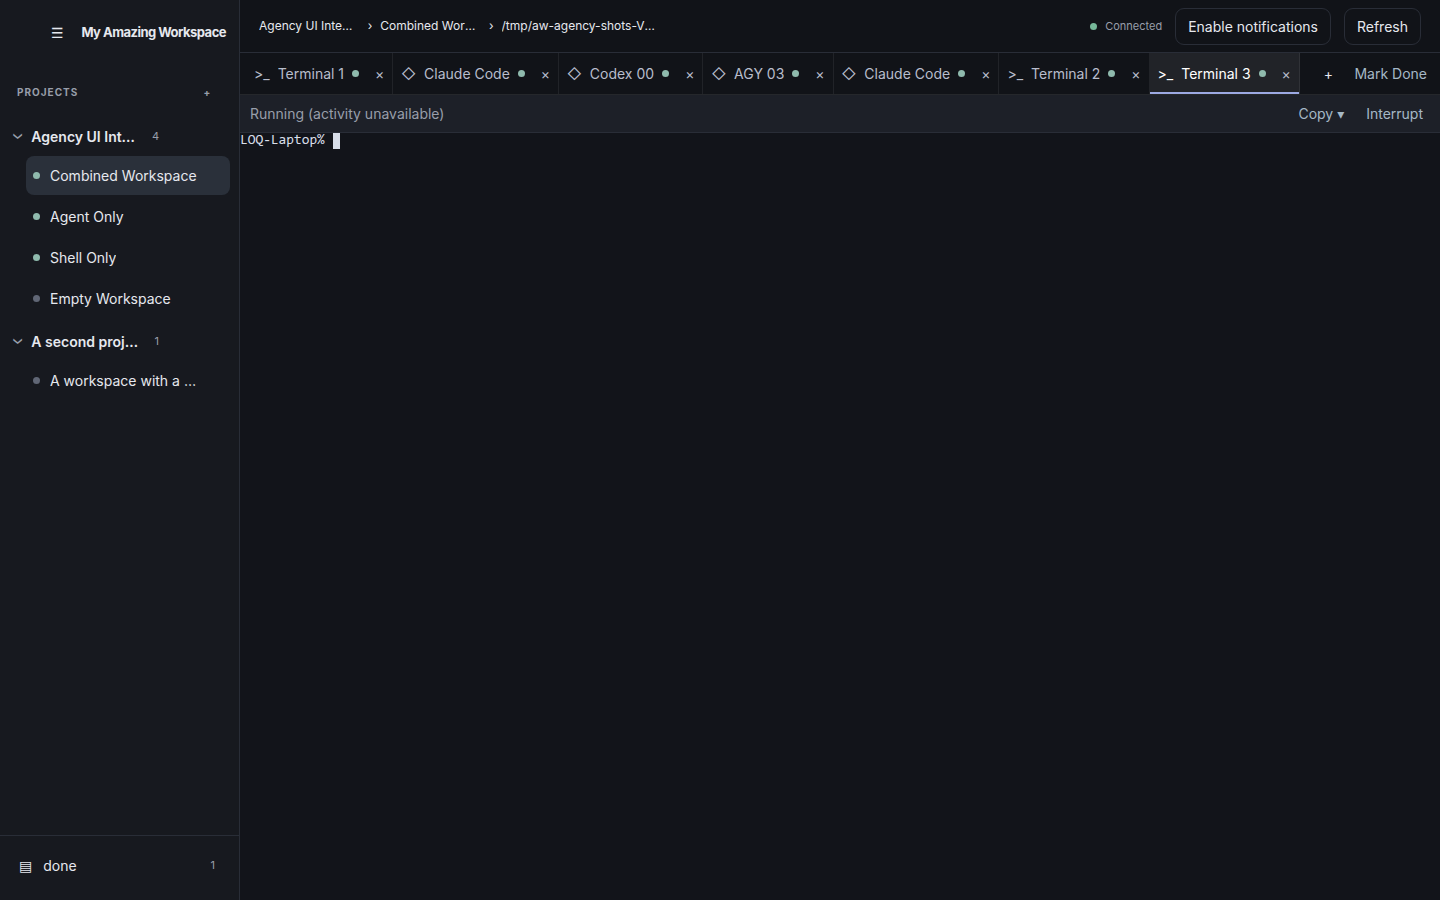 ☰ My Amazing Workspace
Agency UI Inte... › Combined Wor... › /tmp/aw-agency-shots-V...
Connected
Enable notifications
Refresh
>_ Terminal 1 ×
Claude Code ×
Codex 00 ×
AGY 03 ×
Claude Code ×
>_ Terminal 2 ×
>_ Terminal 3 ×
+
Mark Done
PROJECTS +
Agency UI Int... 4
Combined Workspace
Agent Only
Shell Only
Empty Workspace
A second proj... 1
A workspace with a ...
Running (activity unavailable)
Copy ▾
Interrupt
LOQ-Laptop%
done 1